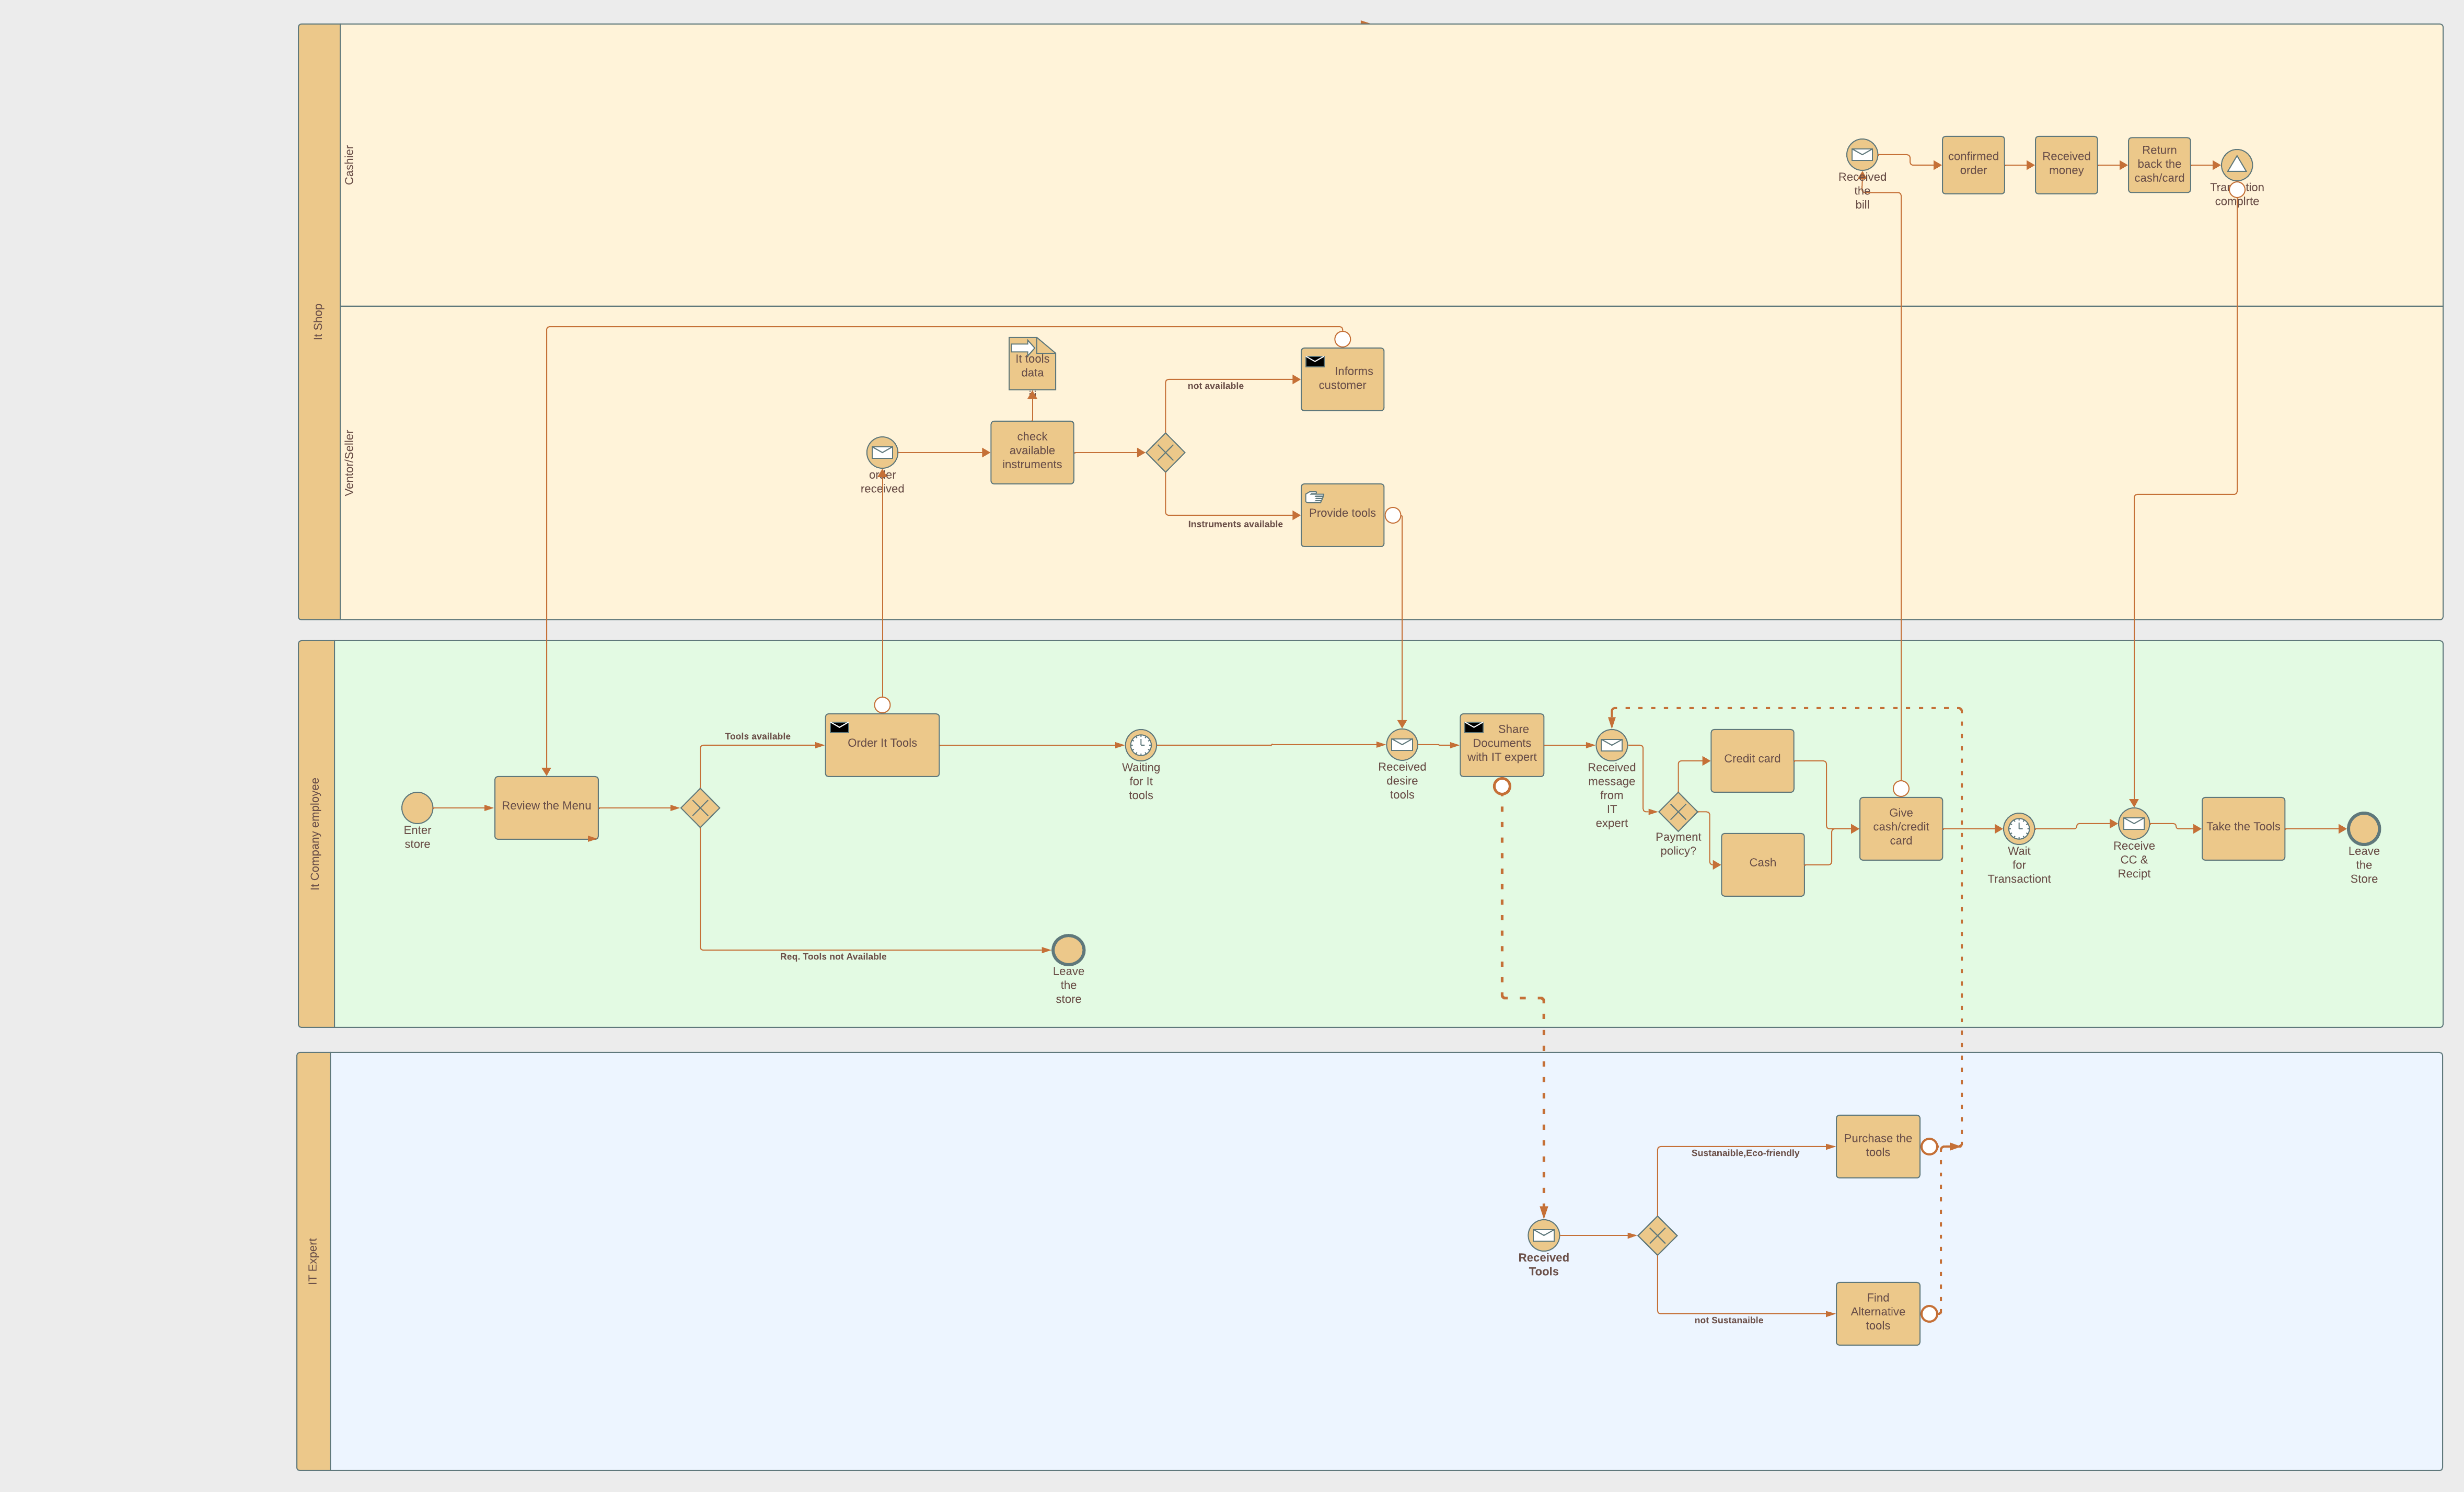 It Shop
Cashier
Received
the
bill
confirmed
order
Received
money
Return
back the
cash/card
complrte
Ventor/Seller
It tools
data
Informs
customer
not available
check
available
instruments
order
received
Instruments available
Provide tools
It Company employee
Enter
store
Review the Menu
Tools available
Order It Tools
Req. Tools not Available
Leave
the
store
Waiting
for It
tools
Received
desire
tools
Share
Documents
with IT expert
Received
message
from
IT
expert
Payment
policy?
Credit card
Cash
Give
cash/credit
card
Wait
for
Transactiont
Receive
CC &
Recipt
Take the Tools
Leave
the
Store
IT Expert
Received
Tools
Sustanaible,Eco-friendly
Purchase the
tools
not Sustanaible
Find
Alternative
tools